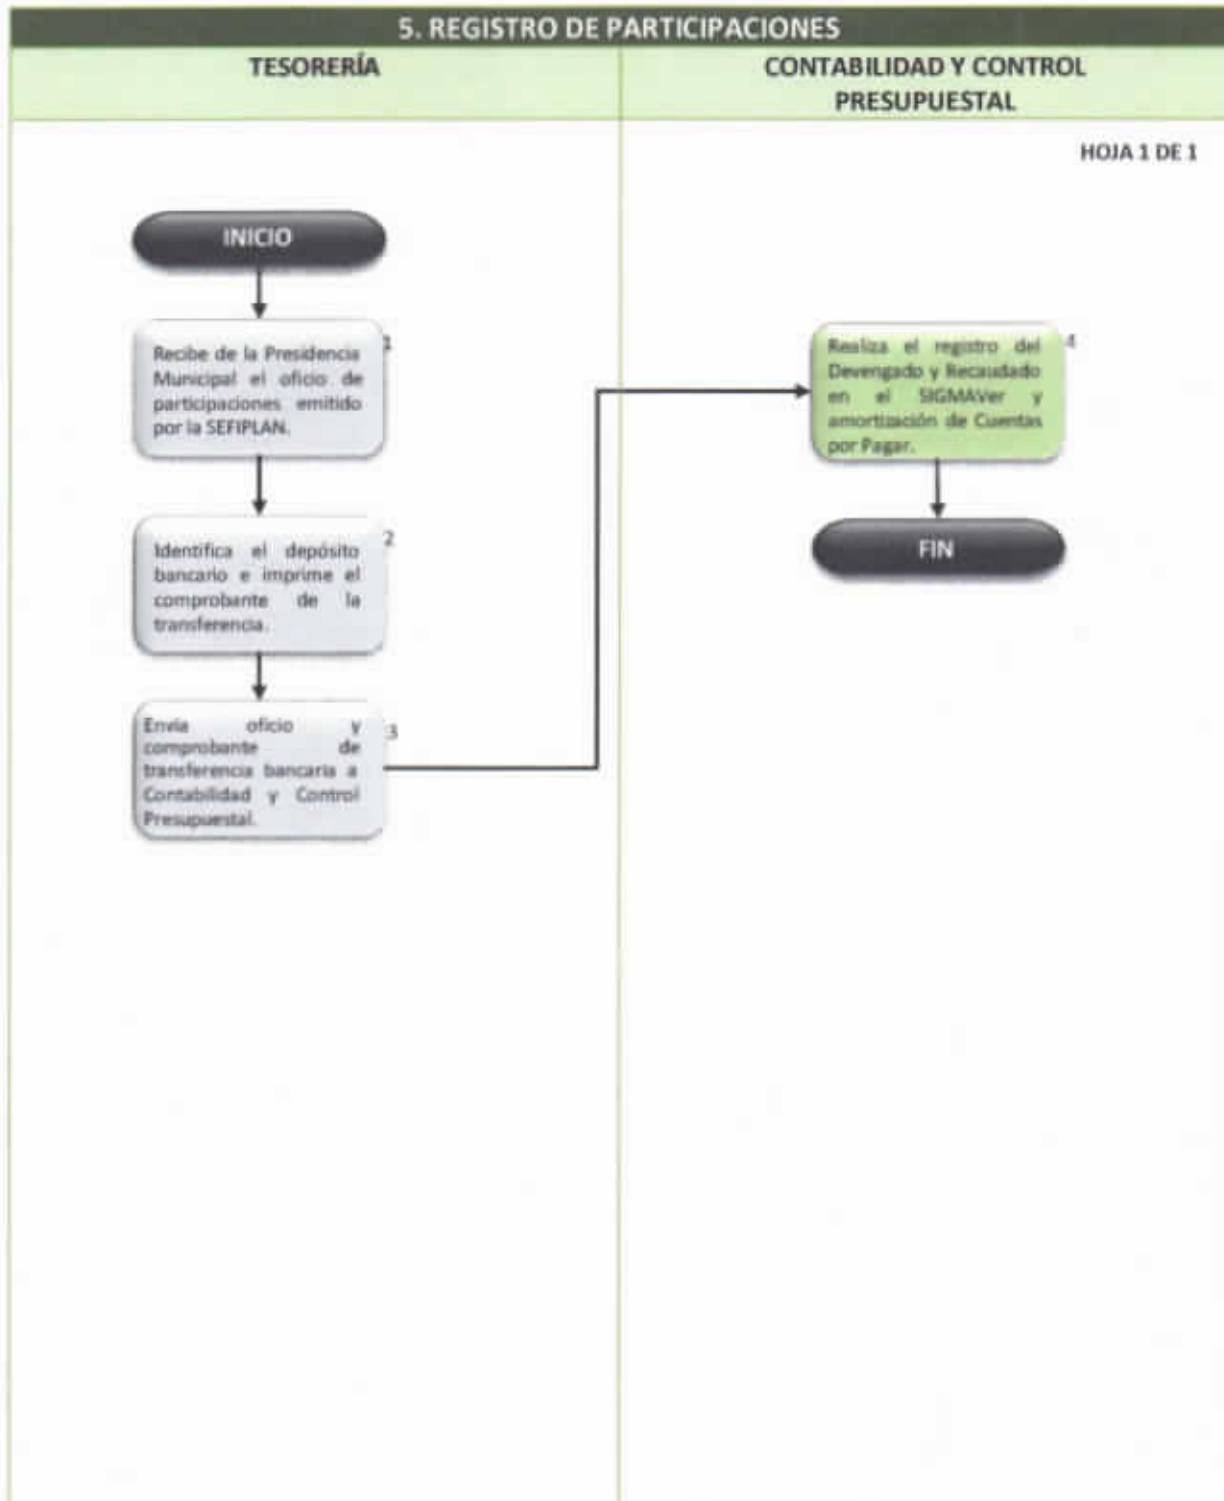 5. REGISTRO DE PARTICIPACIONES
TESORERÍA
CONTABILIDAD Y CONTROL
PRESUPUESTAL
HOJA 1 DE 1
INICIO
1
Recibe de la Presidencia
Municipal el oficio de
participaciones emitido
por la SEFIPLAN.
2
Identifica el depósito
bancario e imprime el
comprobante de la
transferencia.
3
Envia oficio y
comprobante de
transferencia bancaria a
Contabilidad y Control
Presupuestal.
4
Realiza el registro del
Devengado y Recaudado
en el SIGMAVer y
amortización de Cuentas
por Pagar.
FIN